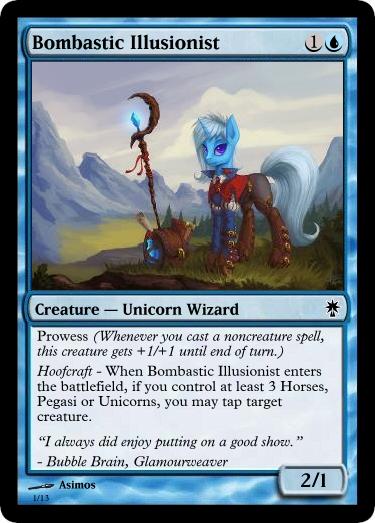 Bombastic Illusionist 1
Creature — Unicorn Wizard
Prowess (Whenever you cast a noncreature spell,
this creature gets +1/+1 until end of turn.)
Hoofcraft - When Bombastic Illusionist enters
the battlefield, if you control at least 3 Horses,
Pegasi or Unicorns, you may tap target
creature.
“I always did enjoy putting on a good show.”
- Bubble Brain, Glamourweaver
2/1
Asimos
1/13